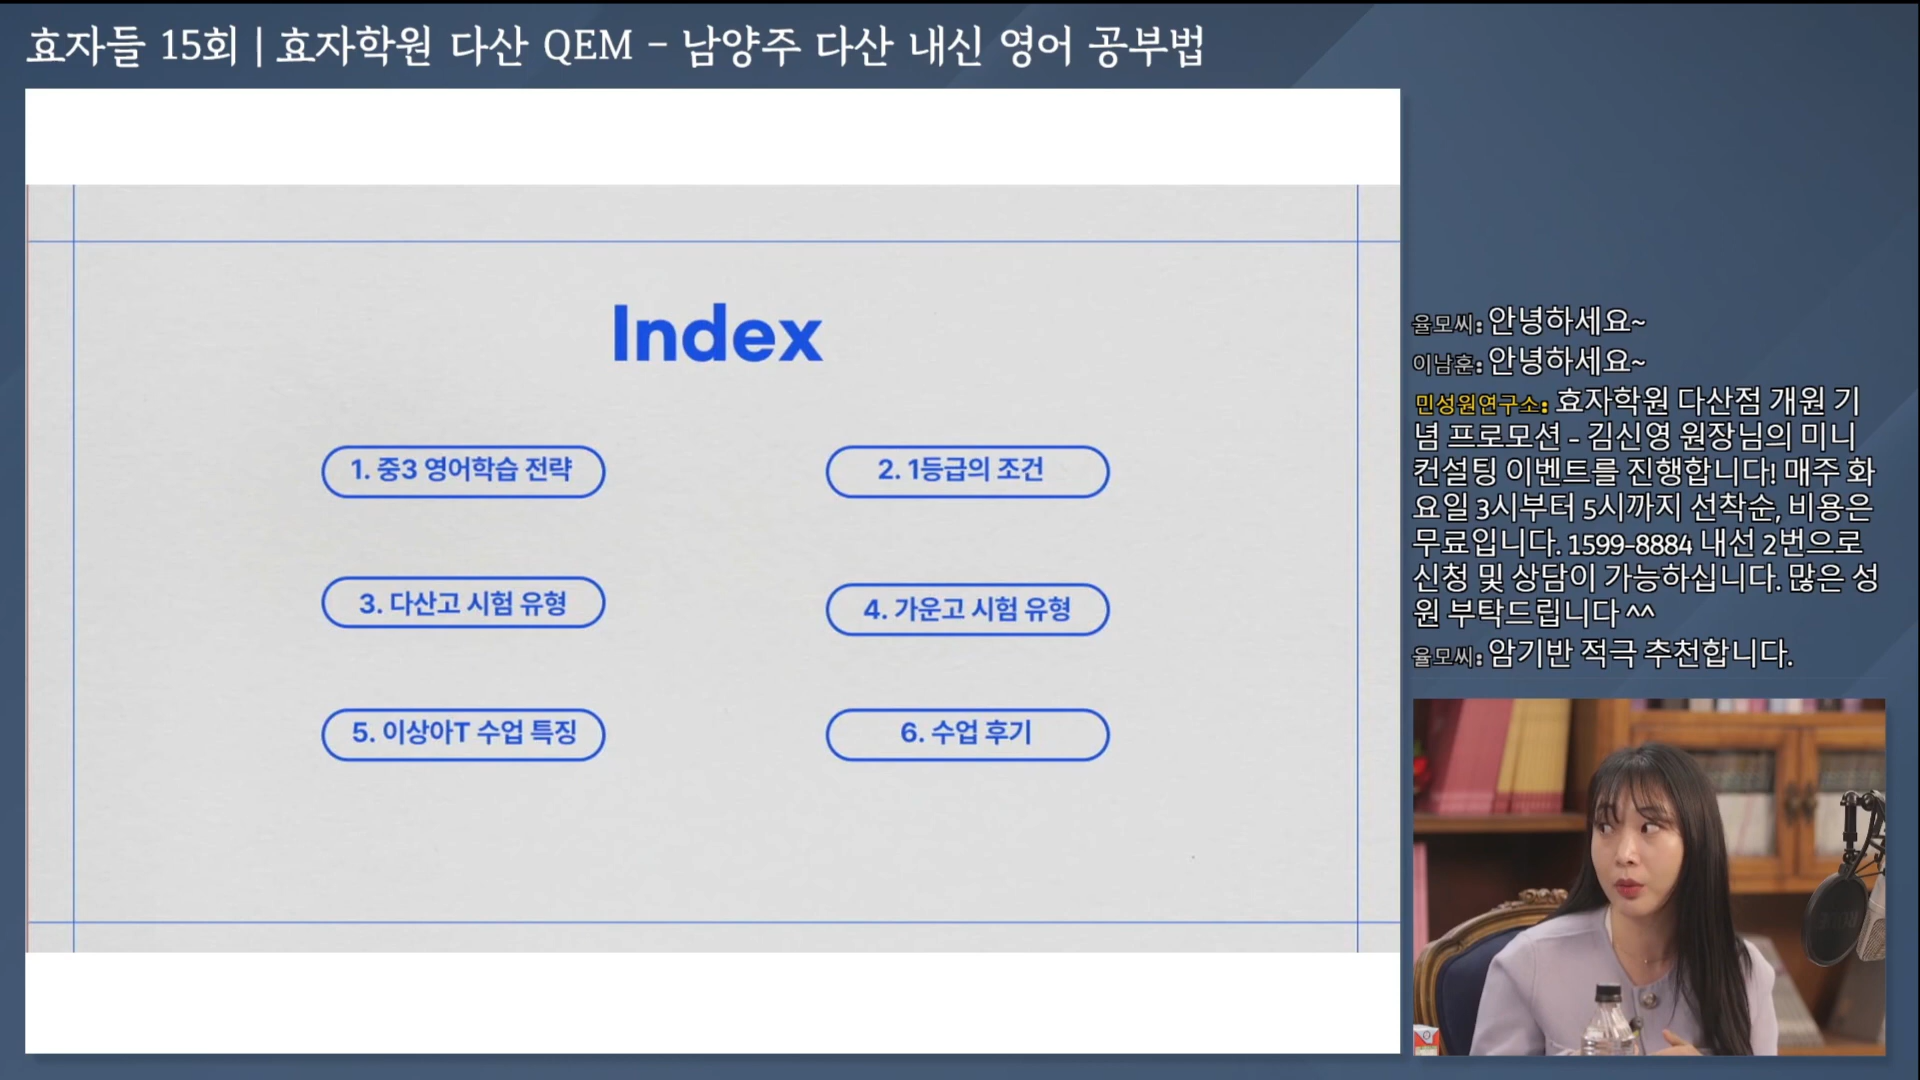 효자들 15회 | 효자학원 다산 QEM - 남양주 다산 내신 영어 공부법
Index
1. 중3 영어학습 전략
2. 1등급의 조건
3. 다산고 시험 유형
4. 가운고 시험 유형
5. 이상아T 수업 특징
6. 수업 후기
율모씨: 안녕하세요~
이남훈: 안녕하세요~
민성원연구소: 효자학원 다산점 개원 기
념 프로모션 - 김신영 원장님의 미니
컨설팅 이벤트를 진행합니다! 매주 화
요일 3시부터 5시까지 선착순, 비용은
무료입니다. 1599-8884 내선 2번으로
신청 및 상담이 가능하십니다. 많은 성
원 부탁드립니다 ^^
율모씨: 암기반 적극 추천합니다.